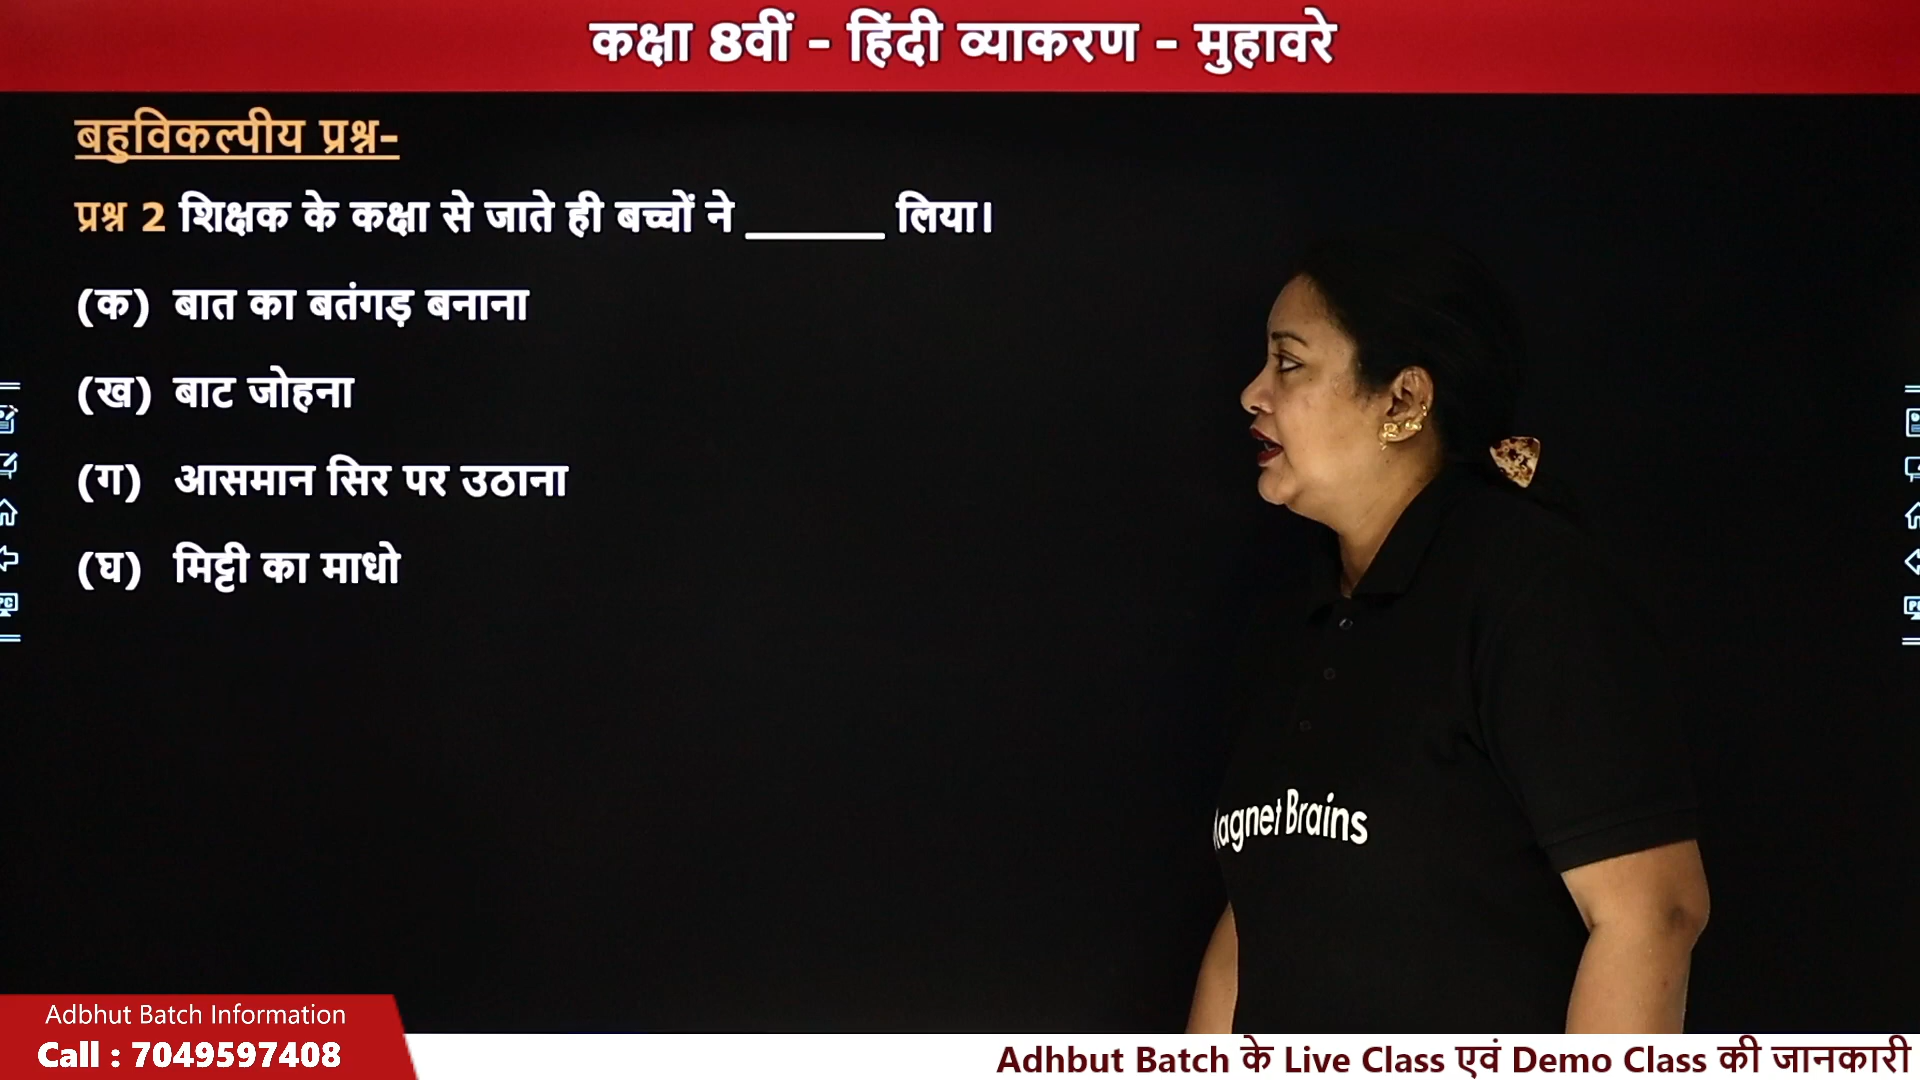 कक्षा 8वीं - हिंदी व्याकरण - मुहावरे
बहुविकल्पीय प्रश्न-
प्रश्न 2 शिक्षक के कक्षा से जाते ही बच्चों ने ______ लिया।
(क) बात का बतंगड़ बनाना
(ख) बाट जोहना
(ग) आसमान सिर पर उठाना
(घ) मिट्टी का माधो
agnet Brains
Adbhut Batch Information
Call : 7049597408
Adhbut Batch के Live Class एवं Demo Class की जानकारी